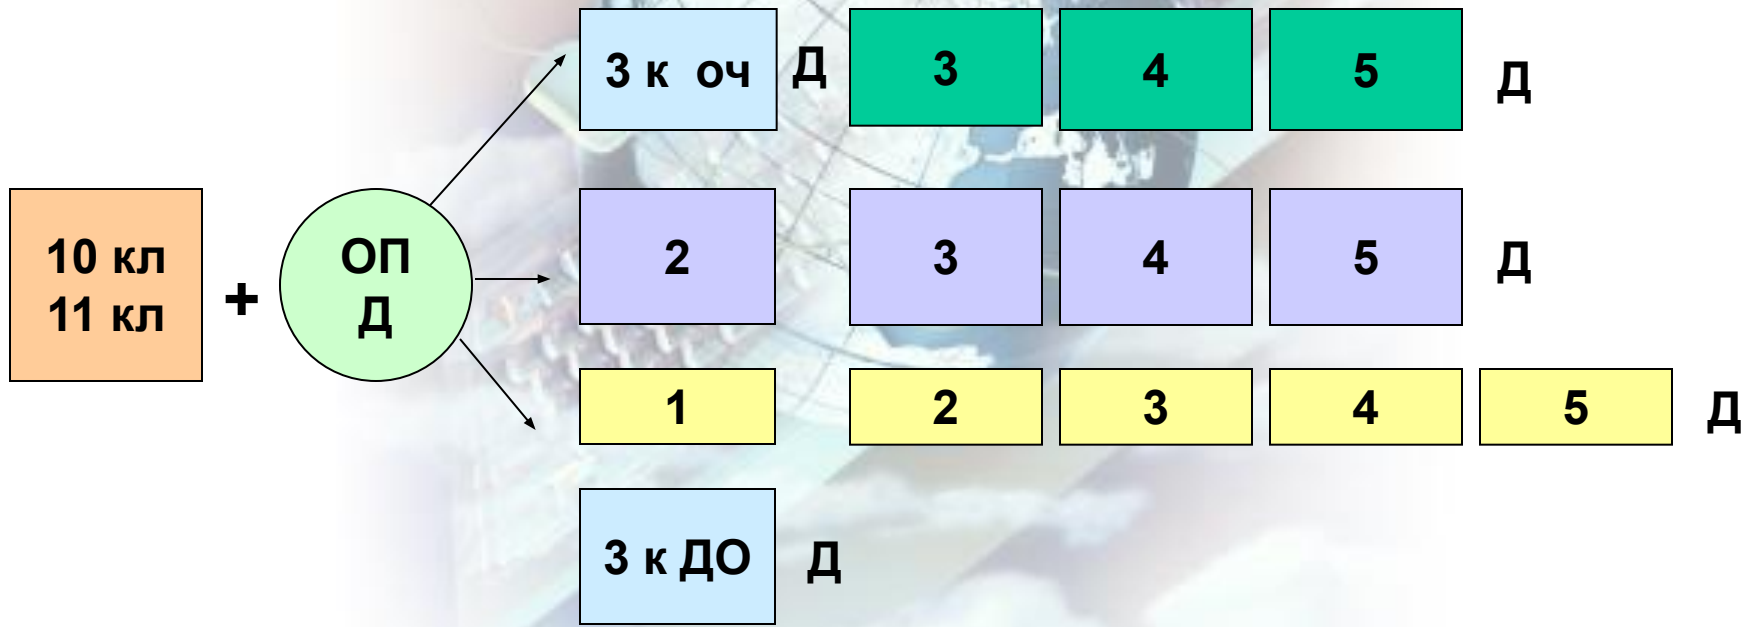 3 к оч Д 3 4 5 Д
10 кл
11 кл
+
ОП
Д
2 3 4 5 Д
1 2 3 4 5 Д
3 к ДО Д